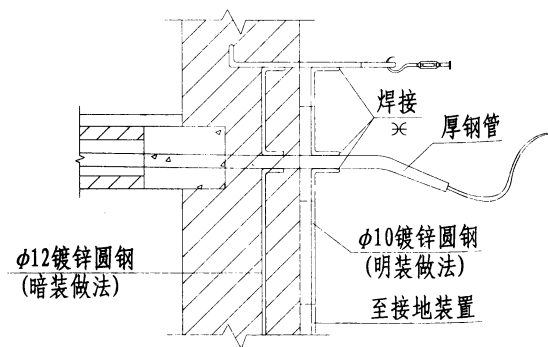 焊接
厚钢管
ϕ12镀锌圆钢
(暗装做法)
ϕ10镀锌圆钢
(明装做法)
至接地装置